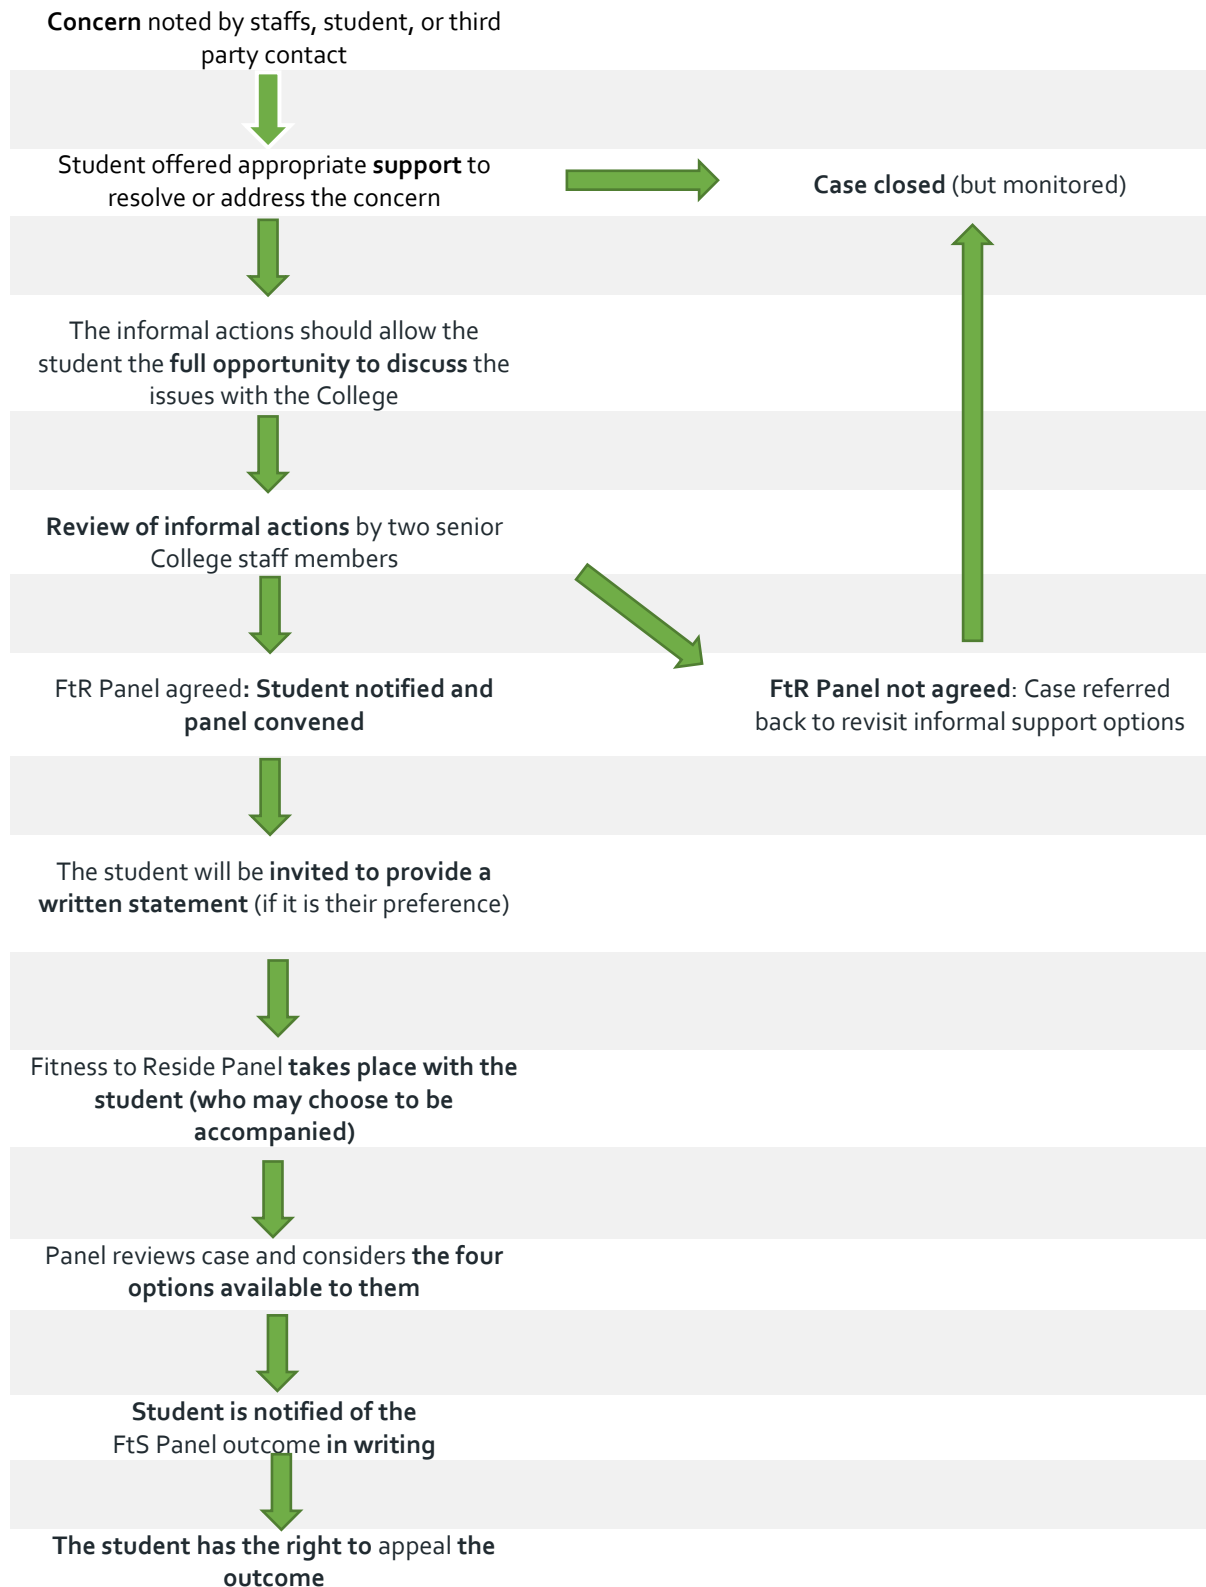 Concern noted by staffs, student, or third
party contact
Student offered appropriate support to
resolve or address the concern
Case closed (but monitored)
The informal actions should allow the
student the full opportunity to discuss the
issues with the College
Review of informal actions by two senior
College staff members
FtR Panel agreed: Student notified and
panel convened
FtR Panel not agreed: Case referred
back to revisit informal support options
The student will be invited to provide a
written statement (if it is their preference)
Fitness to Reside Panel takes place with the
student (who may choose to be
accompanied)
Panel reviews case and considers the four
options available to them
Student is notified of the
FtS Panel outcome in writing
The student has the right to appeal the
outcome